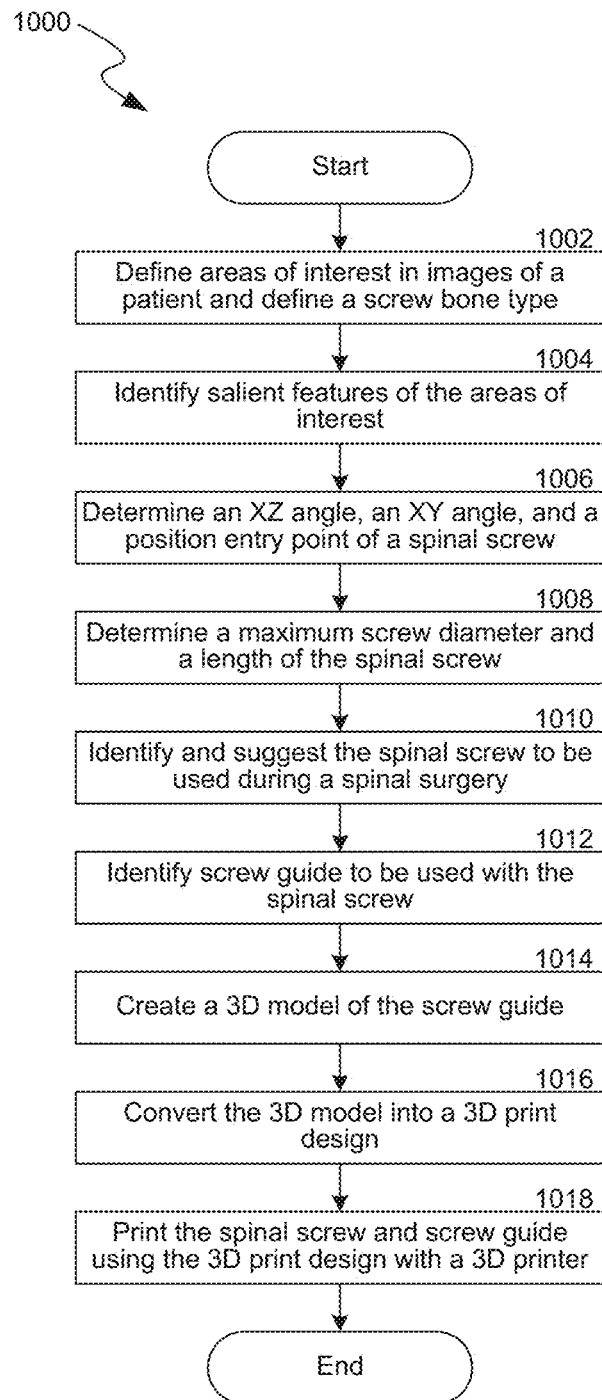 1000
Start
1002
Define areas of interest in images of a
patient and define a screw bone type
1004
Identify salient features of the areas of
interest
1006
Determine an XZ angle, an XY angle, and a
position entry point of a spinal screw
1008
Determine a maximum screw diameter and
a length of the spinal screw
1010
Identify and suggest the spinal screw to be
used during a spinal surgery
1012
Identify screw guide to be used with the
spinal screw
1014
Create a 3D model of the screw guide
1016
Convert the 3D model into a 3D print
design
1018
Print the spinal screw and screw guide
using the 3D print design with a 3D printer
End